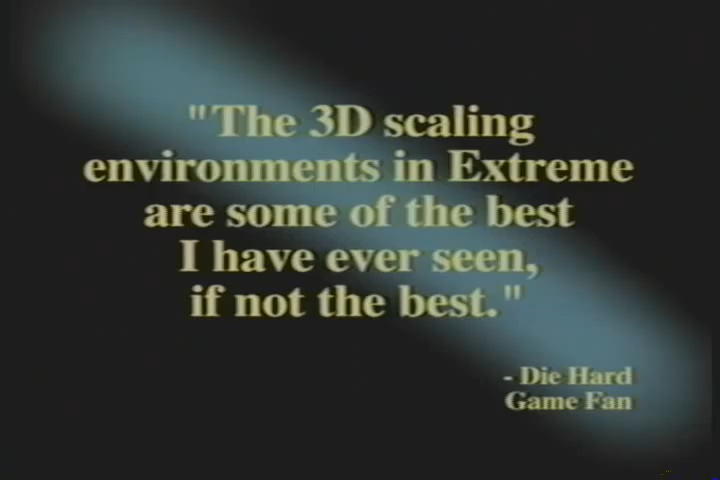 "The 3D scaling
environments in Extreme
are some of the best
I have ever seen,
if not the best."
- Die Hard
Game Fan